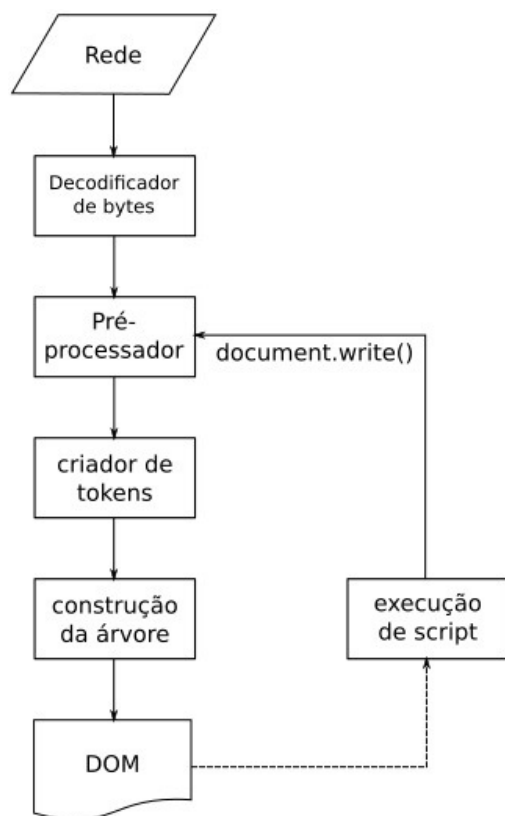 Rede
Decodificador
de bytes
Pré-
processador
document.write()
criador de
tokens
construção
da árvore
execução
de script
DOM